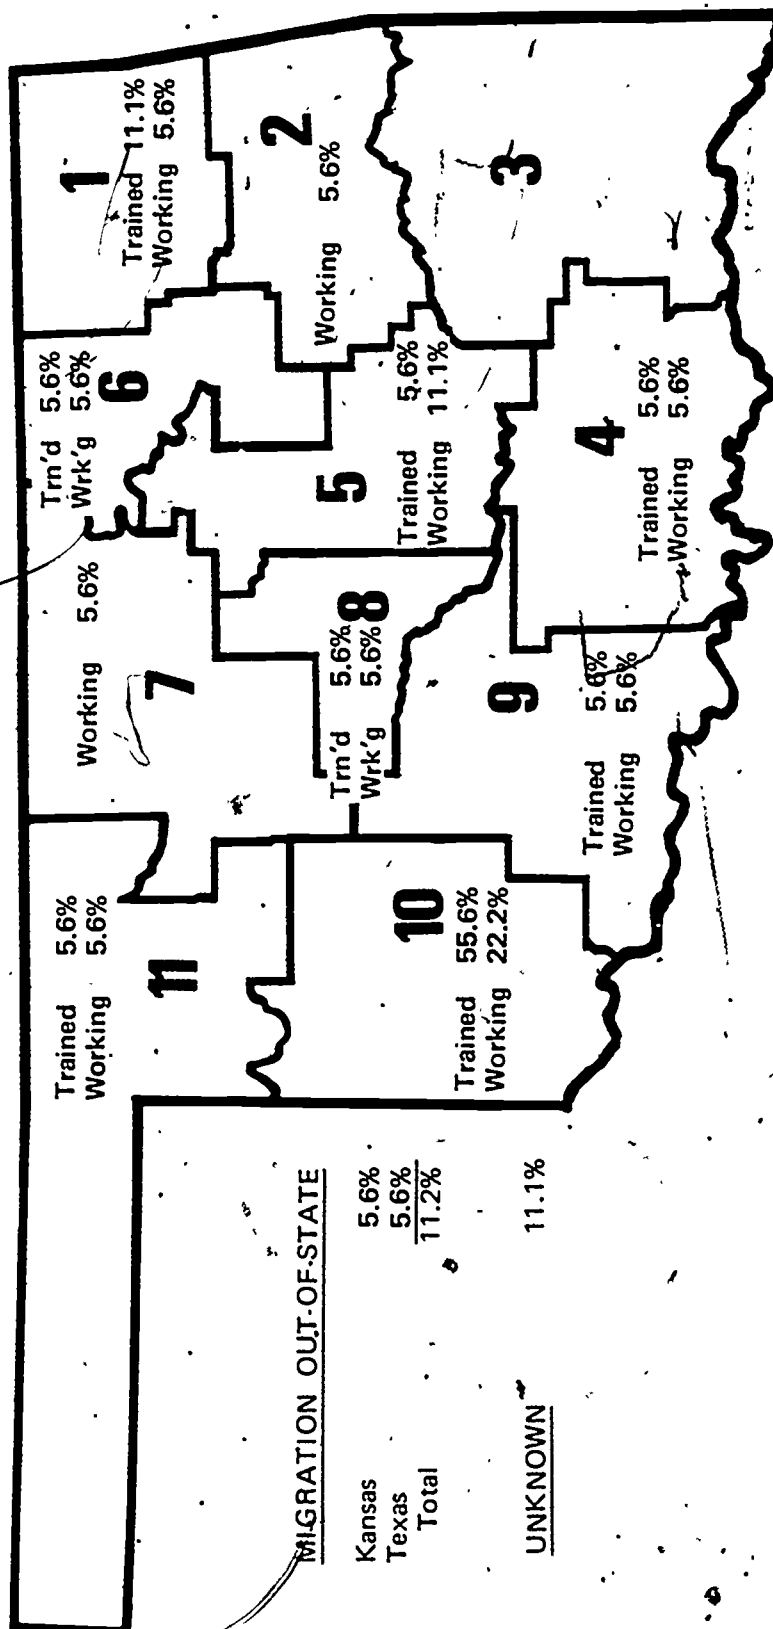 11
Trained 5.6%
Working 5.6%
7
Working 5.6%
6
Trn'd 5.6%
Wrk'g 5.6%
1
Trained 11.1%
Working 5.6%
2
Working 5.6%
8
Trn'd 5.6%
Wrk'g 5.6%
5
Trained 5.6%
Working 11.1%
10
Trained 55.6%
Working 22.2%
9
Trained 5.6%
Working 5.6%
4
Trained 5.6%
Working 5.6%
3
MIGRATION OUT-OF-STATE
Kansas 5.6%
Texas 5.6%
Total 11.2%
UNKNOWN 11.1%